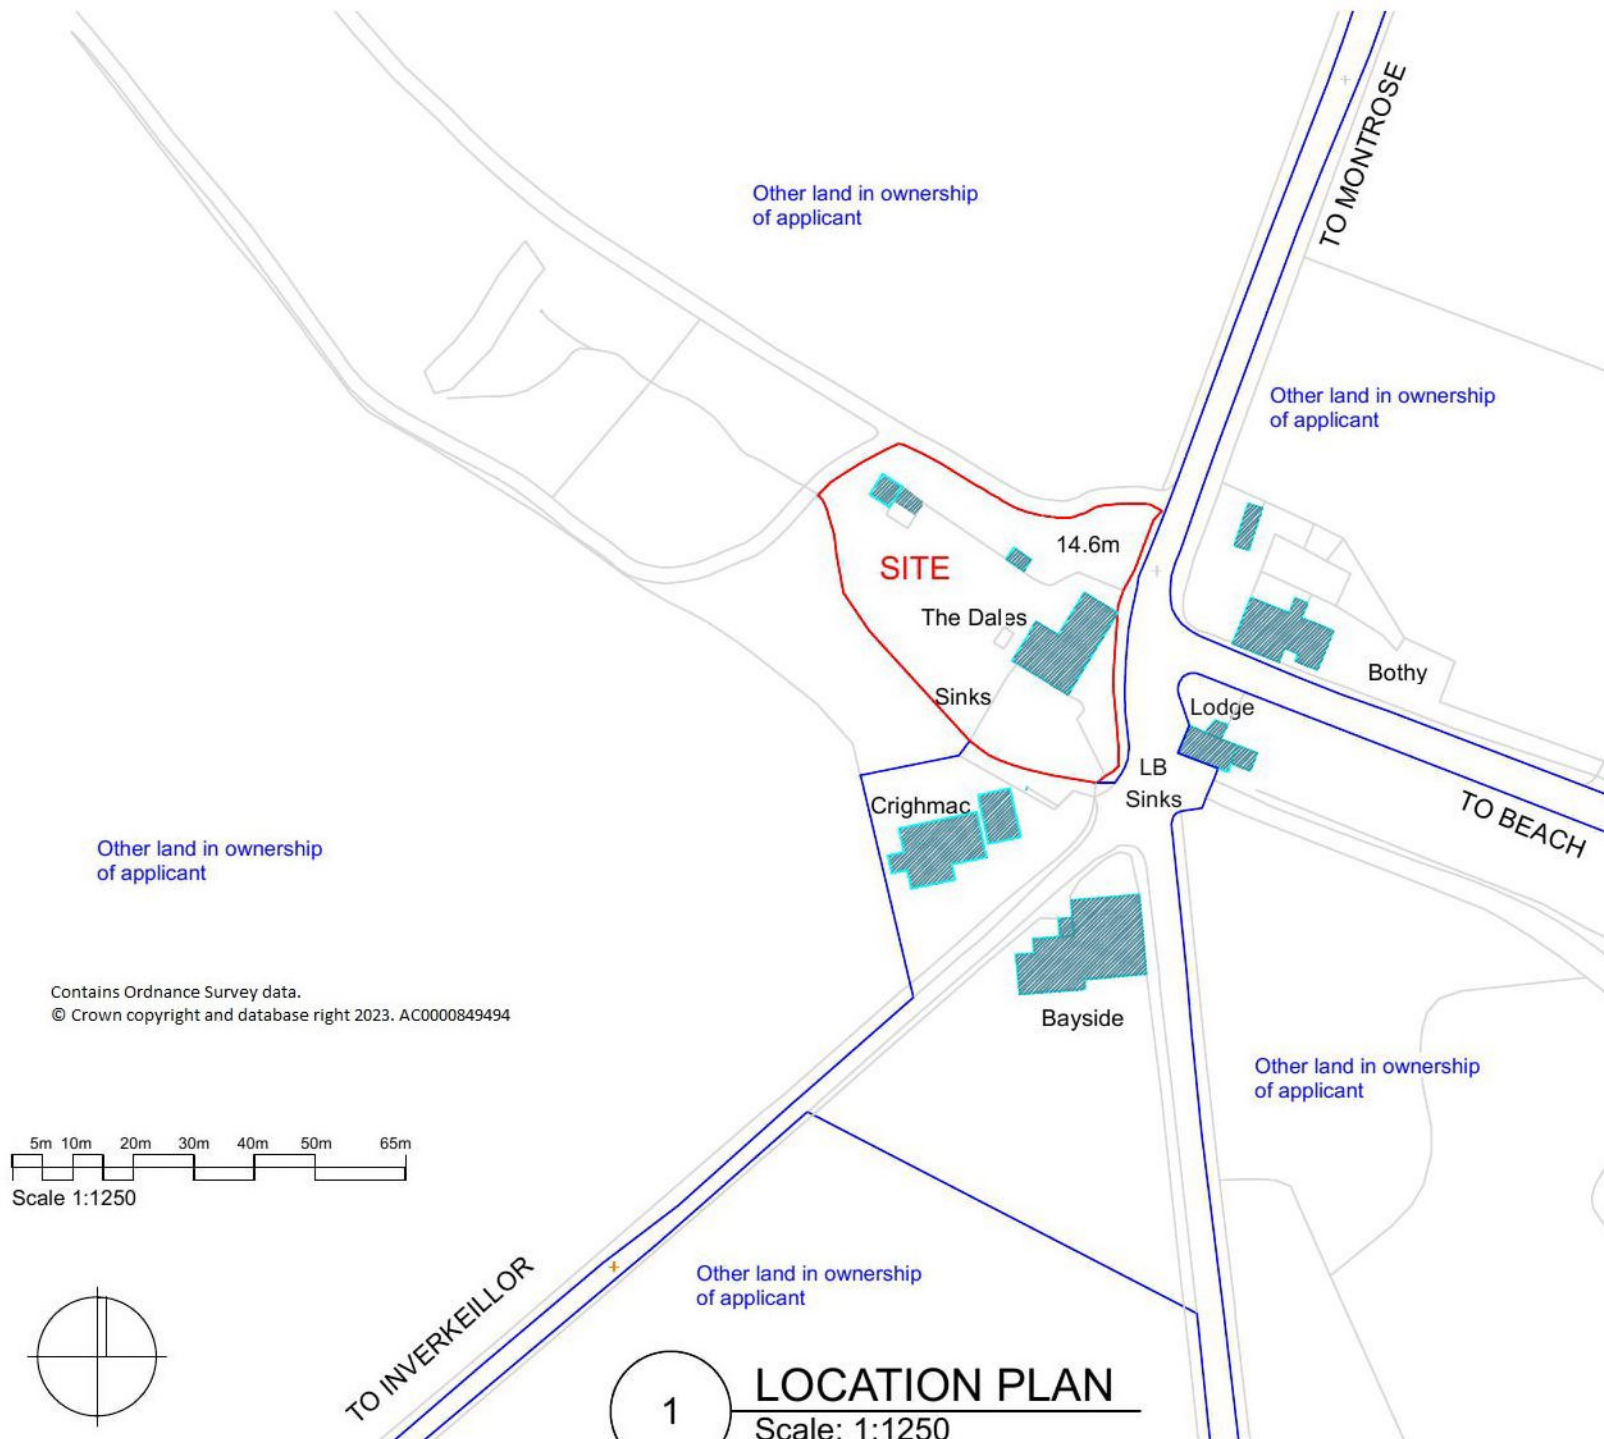 TO MONTROSE
Other land in ownership
of applicant
Other land in ownership
of applicant
14.6m
SITE
The Dales
Bothy
Sinks
Lodge
LB
Sinks
Crighmac
TO BEACH
Other land in ownership
of applicant
Contains Ordnance Survey data.
© Crown copyright and database right 2023. AC0000849494
Bayside
Other land in ownership
of applicant
5m 10m 20m 30m 40m 50m 65m
Scale 1:1250
Other land in ownership
of applicant
TO INVERKEILLOR
1
LOCATION PLAN
Scale: 1:1250